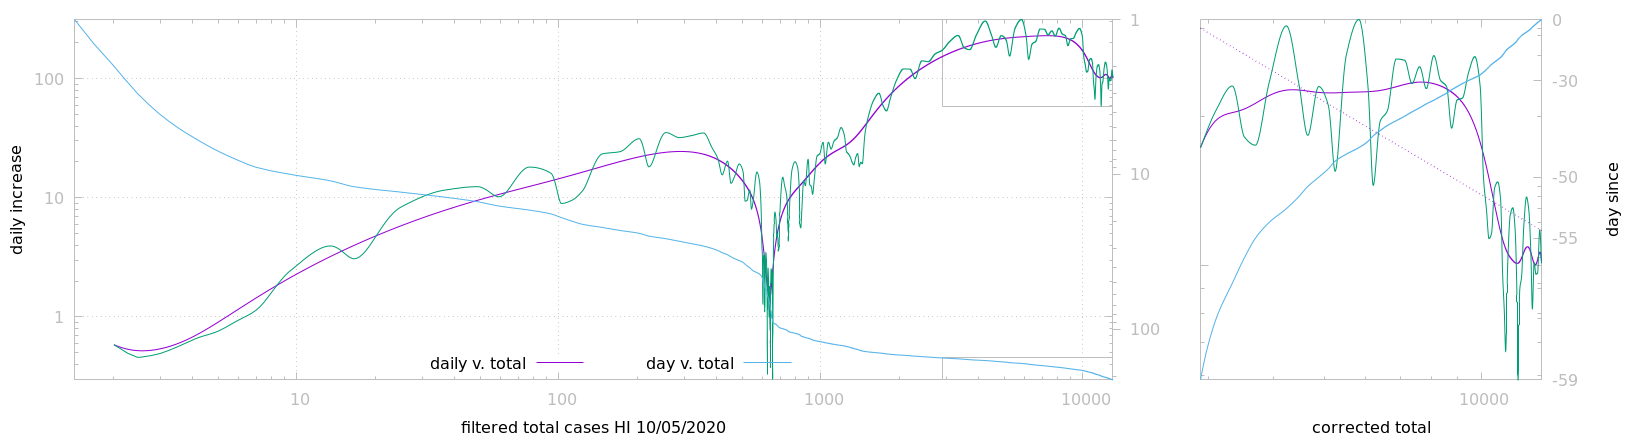 daily increase
100
10
1
10
100
1000
10000
filtered total cases HI 10/05/2020
daily v. total
day v. total
1
10
100
0
-30
-50
-55
-59
day since
10000
corrected total